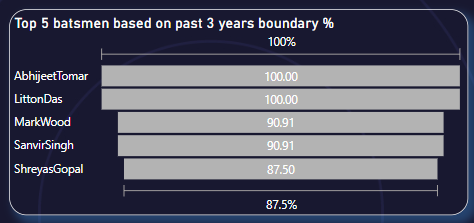 Top 5 batsmen based on past 3 years boundary %
100%
AbhijeetTomar 100.00
LittonDas 100.00
MarkWood 90.91
SanvirSingh 90.91
ShreyasGopal 87.50
87.5%